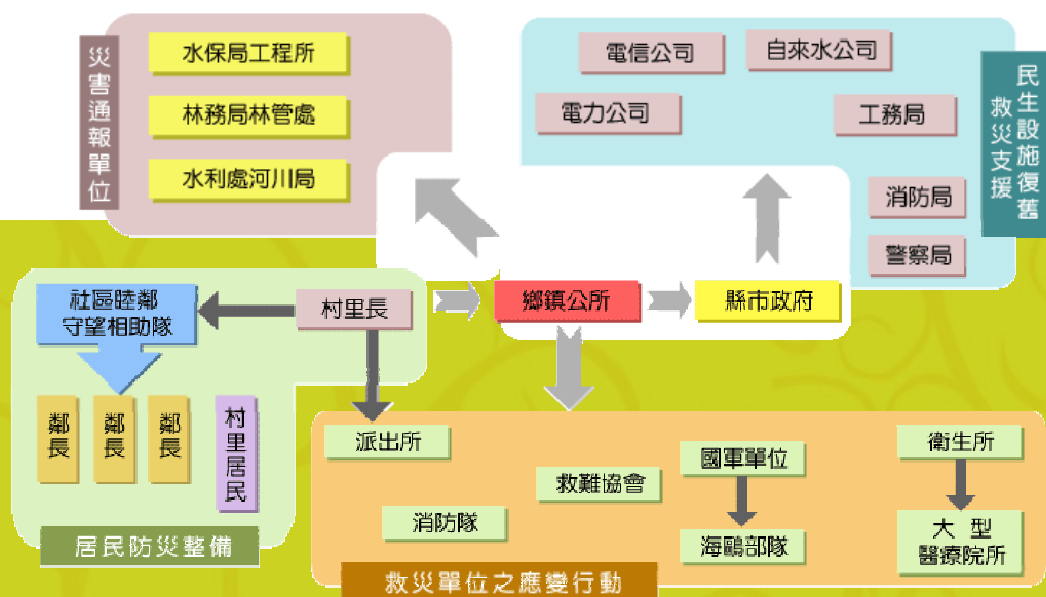 災害通報單位
水保局工程所
林務局林管處
水利處河川局
電信公司
自來水公司
電力公司
工務局
消防局
警察局
民生設施復舊
救災支援
社區睦鄰
守望相助隊
村里長
鄉鎮公所
縣市政府
鄰長
鄰長
鄰長
村里居民
居民防災整備
派出所
消防隊
救難協會
國軍單位
海鷗部隊
衛生所
大型
醫療院所
救災單位之應變行動